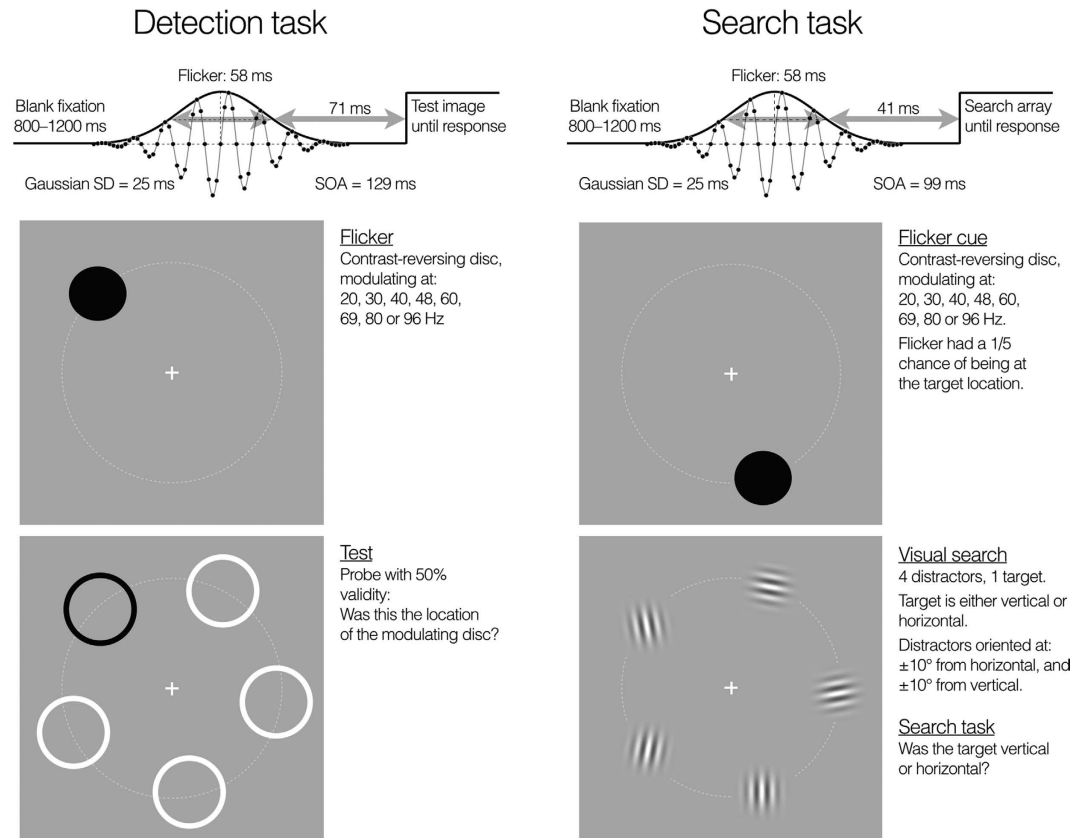 Detection task
Flicker: 58 ms
Blank fixation
800–1200 ms
71 ms
Test image
until response
Gaussian SD = 25 ms
SOA = 129 ms
Flicker
Contrast-reversing disc,
modulating at:
20, 30, 40, 48, 60,
69, 80 or 96 Hz
Test
Probe with 50%
validity:
Was this the location
of the modulating disc?
Search task
Flicker: 58 ms
Blank fixation
800–1200 ms
41 ms
Search array
until response
Gaussian SD = 25 ms
SOA = 99 ms
Flicker cue
Contrast-reversing disc,
modulating at:
20, 30, 40, 48, 60,
69, 80 or 96 Hz.
Flicker had a 1/5
chance of being at
the target location.
Visual search
4 distractors, 1 target.
Target is either vertical or
horizontal.
Distractors oriented at:
±10° from horizontal, and
±10° from vertical.
Search task
Was the target vertical
or horizontal?